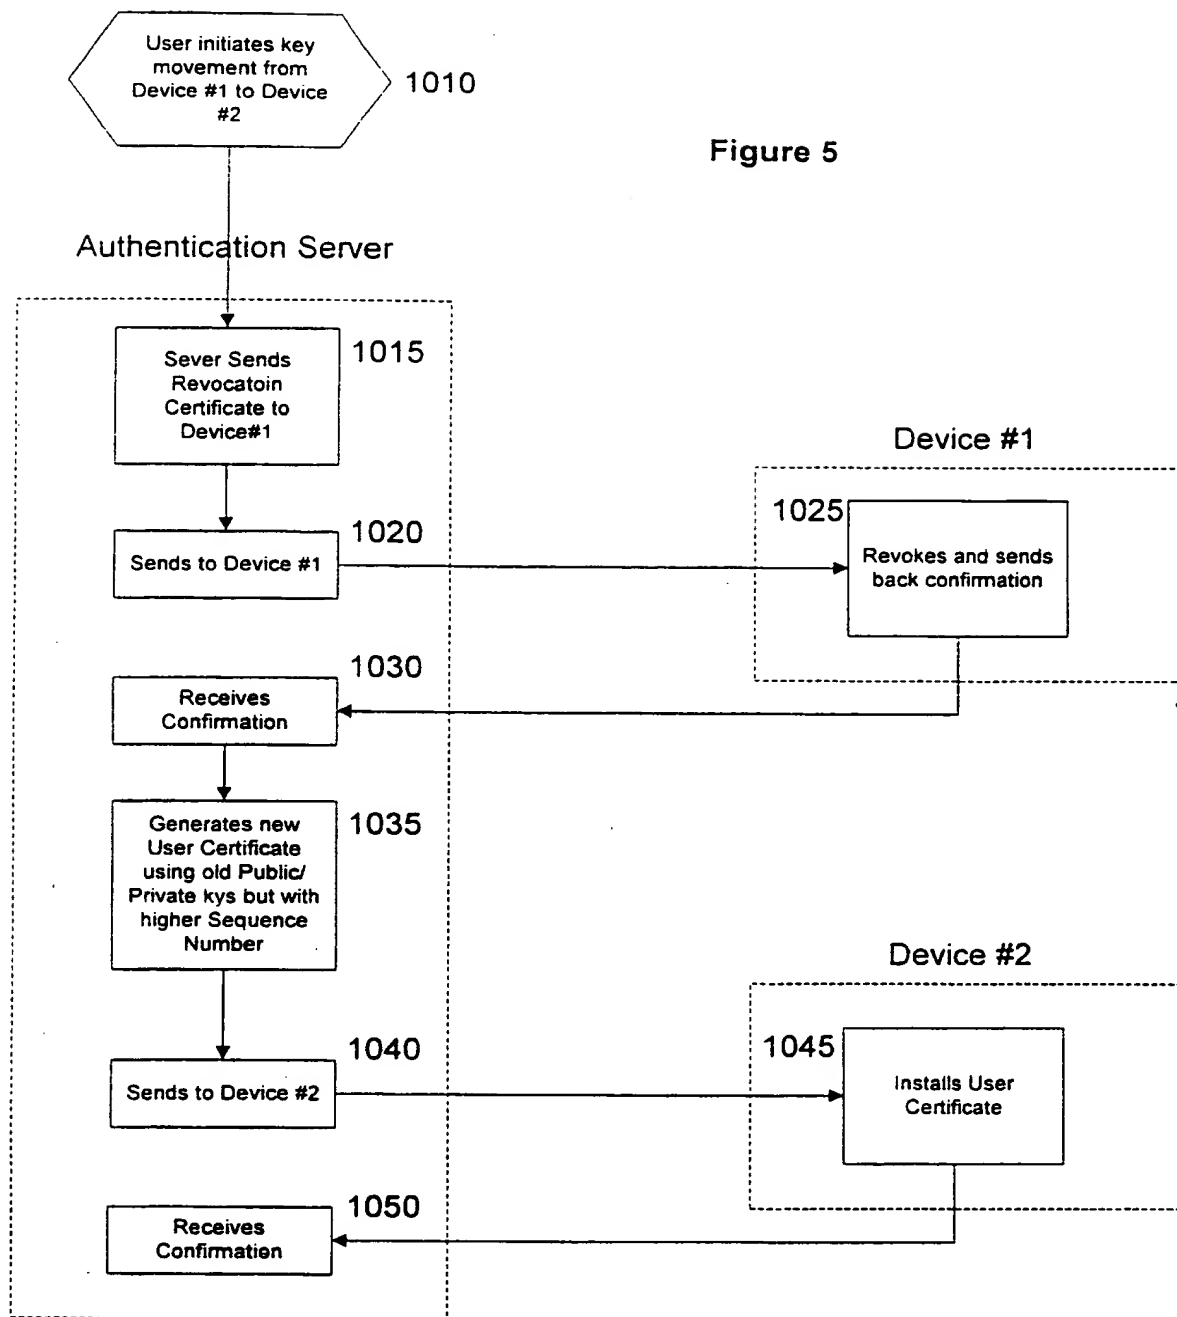 User initiates key
movement from
Device #1 to Device
#2
1010
Figure 5
Authentication Server
Sever Sends
Revocatoin
Certificate to
Device#1
1015
Device #1
Sends to Device #1
1020
1025
Revokes and sends
back confirmation
Receives
Confirmation
1030
Generates new
User Certificate
using old Public/
Private kys but with
higher Sequence
Number
1035
Device #2
Sends to Device #2
1040
1045
Installs User
Certificate
Receives
Confirmation
1050